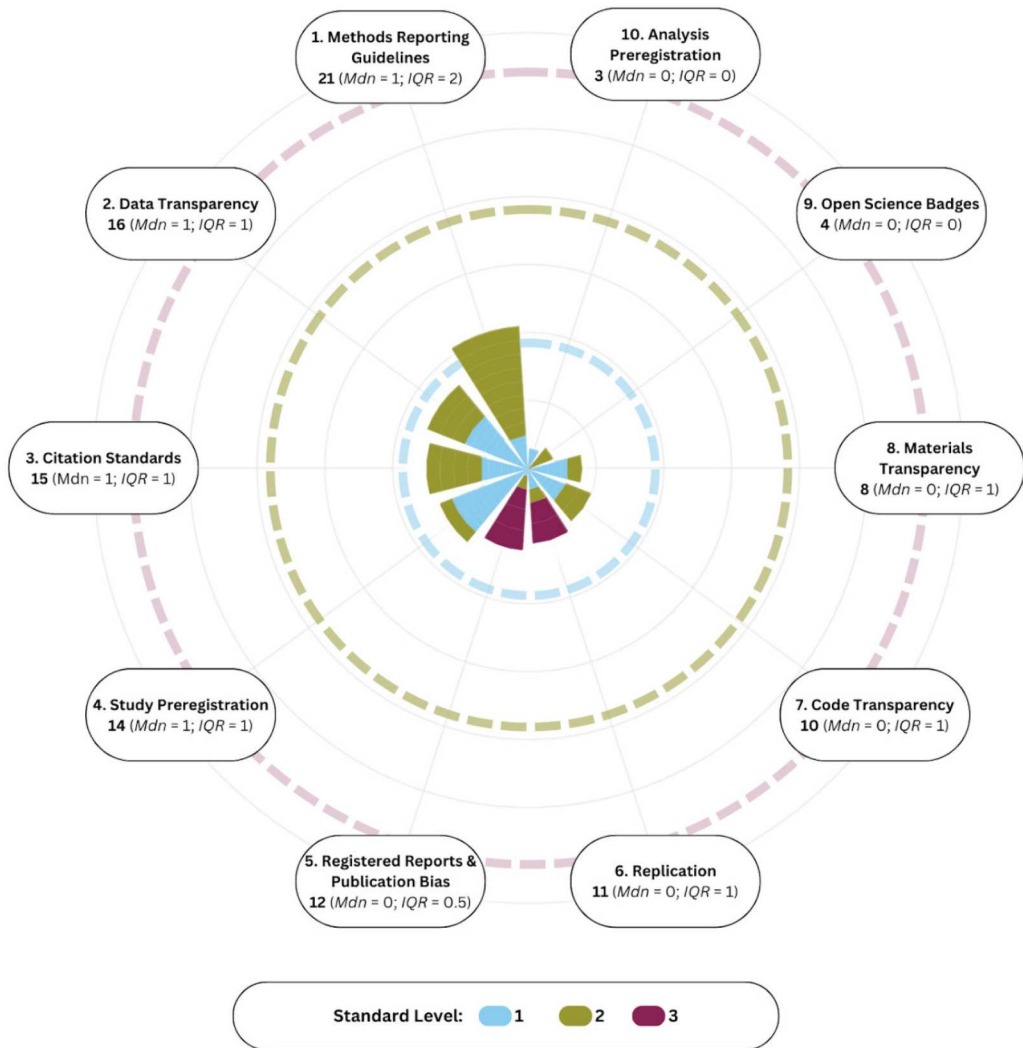 1. Methods Reporting
Guidelines
21 (Mdn = 1; IQR = 2)
10. Analysis
Preregistration
3 (Mdn = 0; IQR = 0)
2. Data Transparency
16 (Mdn = 1; IQR = 1)
9. Open Science Badges
4 (Mdn = 0; IQR = 0)
3. Citation Standards
15 (Mdn = 1; IQR = 1)
8. Materials
Transparency
8 (Mdn = 0; IQR = 1)
4. Study Preregistration
14 (Mdn = 1; IQR = 1)
7. Code Transparency
10 (Mdn = 0; IQR = 1)
5. Registered Reports &
Publication Bias
12 (Mdn = 0; IQR = 0.5)
6. Replication
11 (Mdn = 0; IQR = 1)
Standard Level: 1 2 3